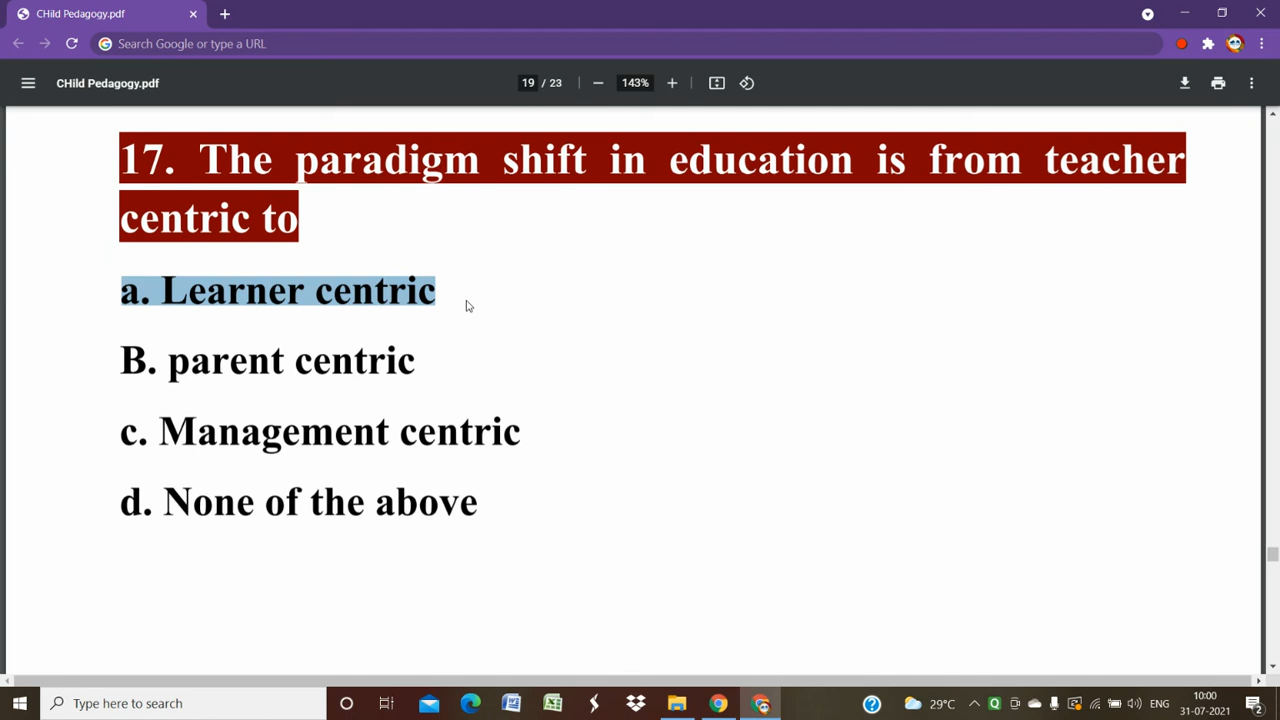 CHild Pedagogy.pdf
Search Google or type a URL
CHild Pedagogy.pdf
19 / 23
143%
17. The paradigm shift in education is from teacher
centric to
a. Learner centric
B. parent centric
c. Management centric
d. None of the above
Type here to search
29°C
ENG
10:00
31-07-2021
2